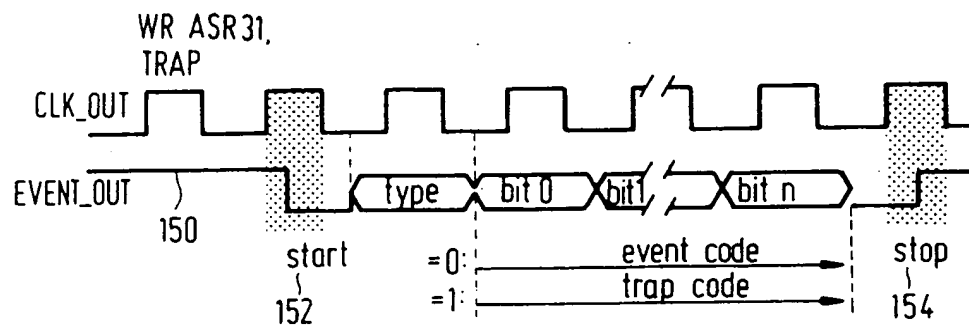 WR ASR31,
TRAP
CLK_OUT
EVENT_OUT
type
bit 0
bit1
bit n
150
start
=0:
event code
stop
152
=1:
trap code
154